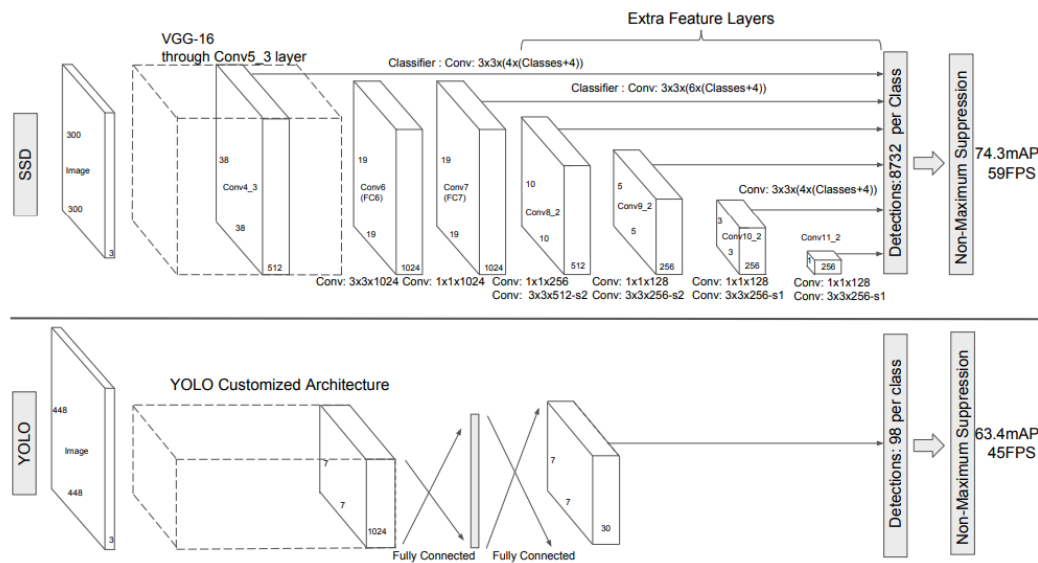 Extra Feature Layers
VGG-16
through Conv5_3 layer
Classifier : Conv: 3x3x(4x(Classes+4))
Classifier : Conv: 3x3x(6x(Classes+4))
SSD
300
Image
300
3
38
Conv4_3
38
512
19
Conv6
(FC6)
19
1024
19
Conv7
(FC7)
19
1024
10
Conv8_2
10
512
5
Conv9_2
5
256
Conv: 3x3x(4x(Classes+4))
3
Conv10_2
3
256
Conv11_2
1
256
Conv: 3x3x1024
Conv: 1x1x1024
Conv: 1x1x256
Conv: 3x3x512-s2
Conv: 1x1x128
Conv: 3x3x256-s2
Conv: 1x1x128
Conv: 3x3x256-s1
Conv: 1x1x128
Conv: 3x3x256-s1
Detections:8732 per Class
Non-Maximum Suppression
74.3mAP
59FPS
YOLO
448
Image
448
3
YOLO Customized Architecture
7
7
1024
Fully Connected
Fully Connected
7
7
30
Detections: 98 per class
Non-Maximum Suppression
63.4mAP
45FPS